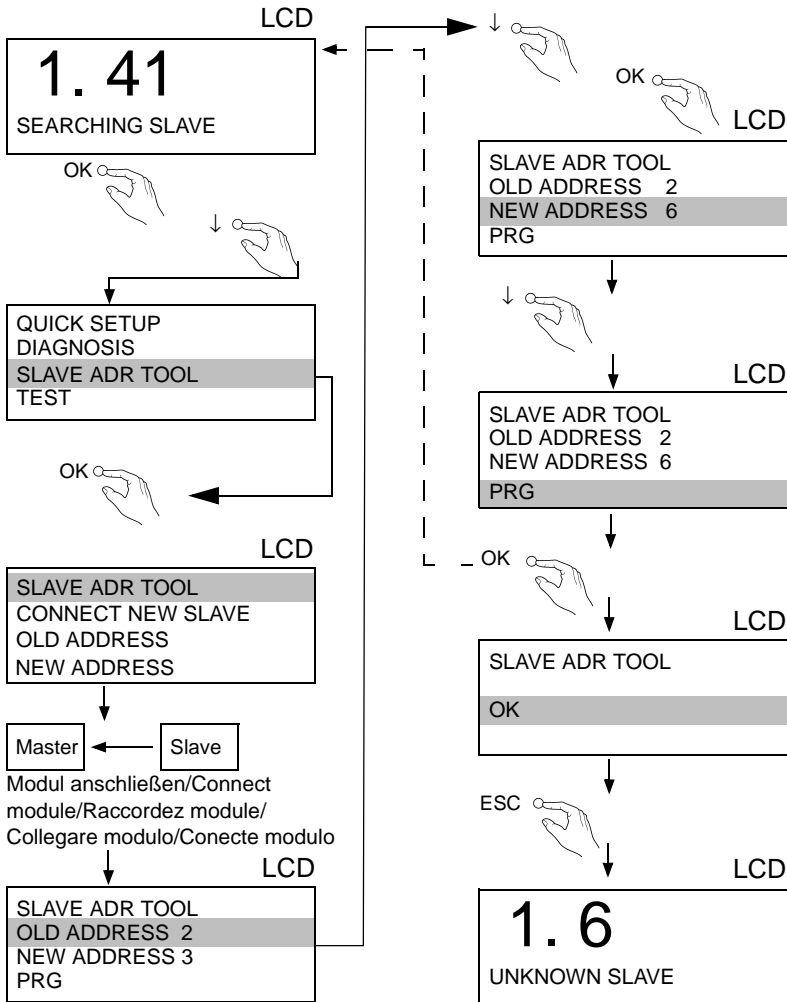 LCD
1. 41
SEARCHING SLAVE
OK
↓
QUICK SETUP
DIAGNOSIS
SLAVE ADR TOOL
TEST
OK
LCD
SLAVE ADR TOOL
CONNECT NEW SLAVE
OLD ADDRESS
NEW ADDRESS
Master
Slave
Modul anschließen/Connect
module/Raccordez module/
Collegare modulo/Conecte modulo
LCD
SLAVE ADR TOOL
OLD ADDRESS 2
NEW ADDRESS 3
PRG
↓
OK
LCD
SLAVE ADR TOOL
OLD ADDRESS 2
NEW ADDRESS 6
PRG
↓
LCD
SLAVE ADR TOOL
OLD ADDRESS 2
NEW ADDRESS 6
PRG
OK
LCD
SLAVE ADR TOOL
OK
ESC
LCD
1. 6
UNKNOWN SLAVE